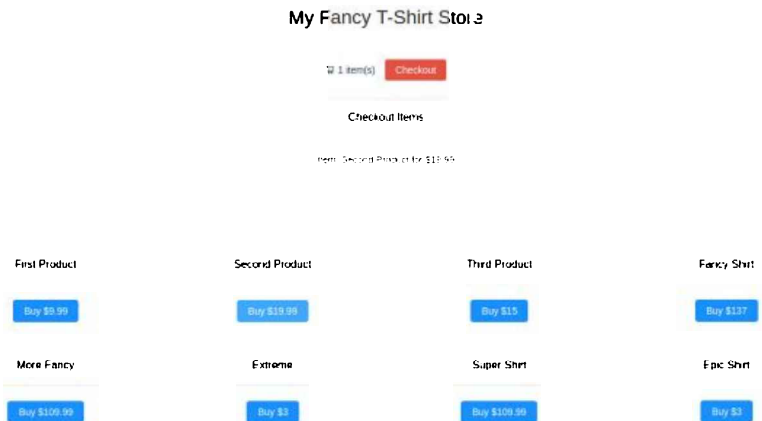 My Fancy T-Shirt Store
1 item(s) Checkout
Checkout Items
Item: Second Product for $19.99
First Product Second Product Third Product Fancy Shirt
Buy $9.99 Buy $19.99 Buy $15 Buy $137
More Fancy Extreme Super Shirt Epic Shirt
Buy $109.99 Buy $3 Buy $109.99 Buy $3